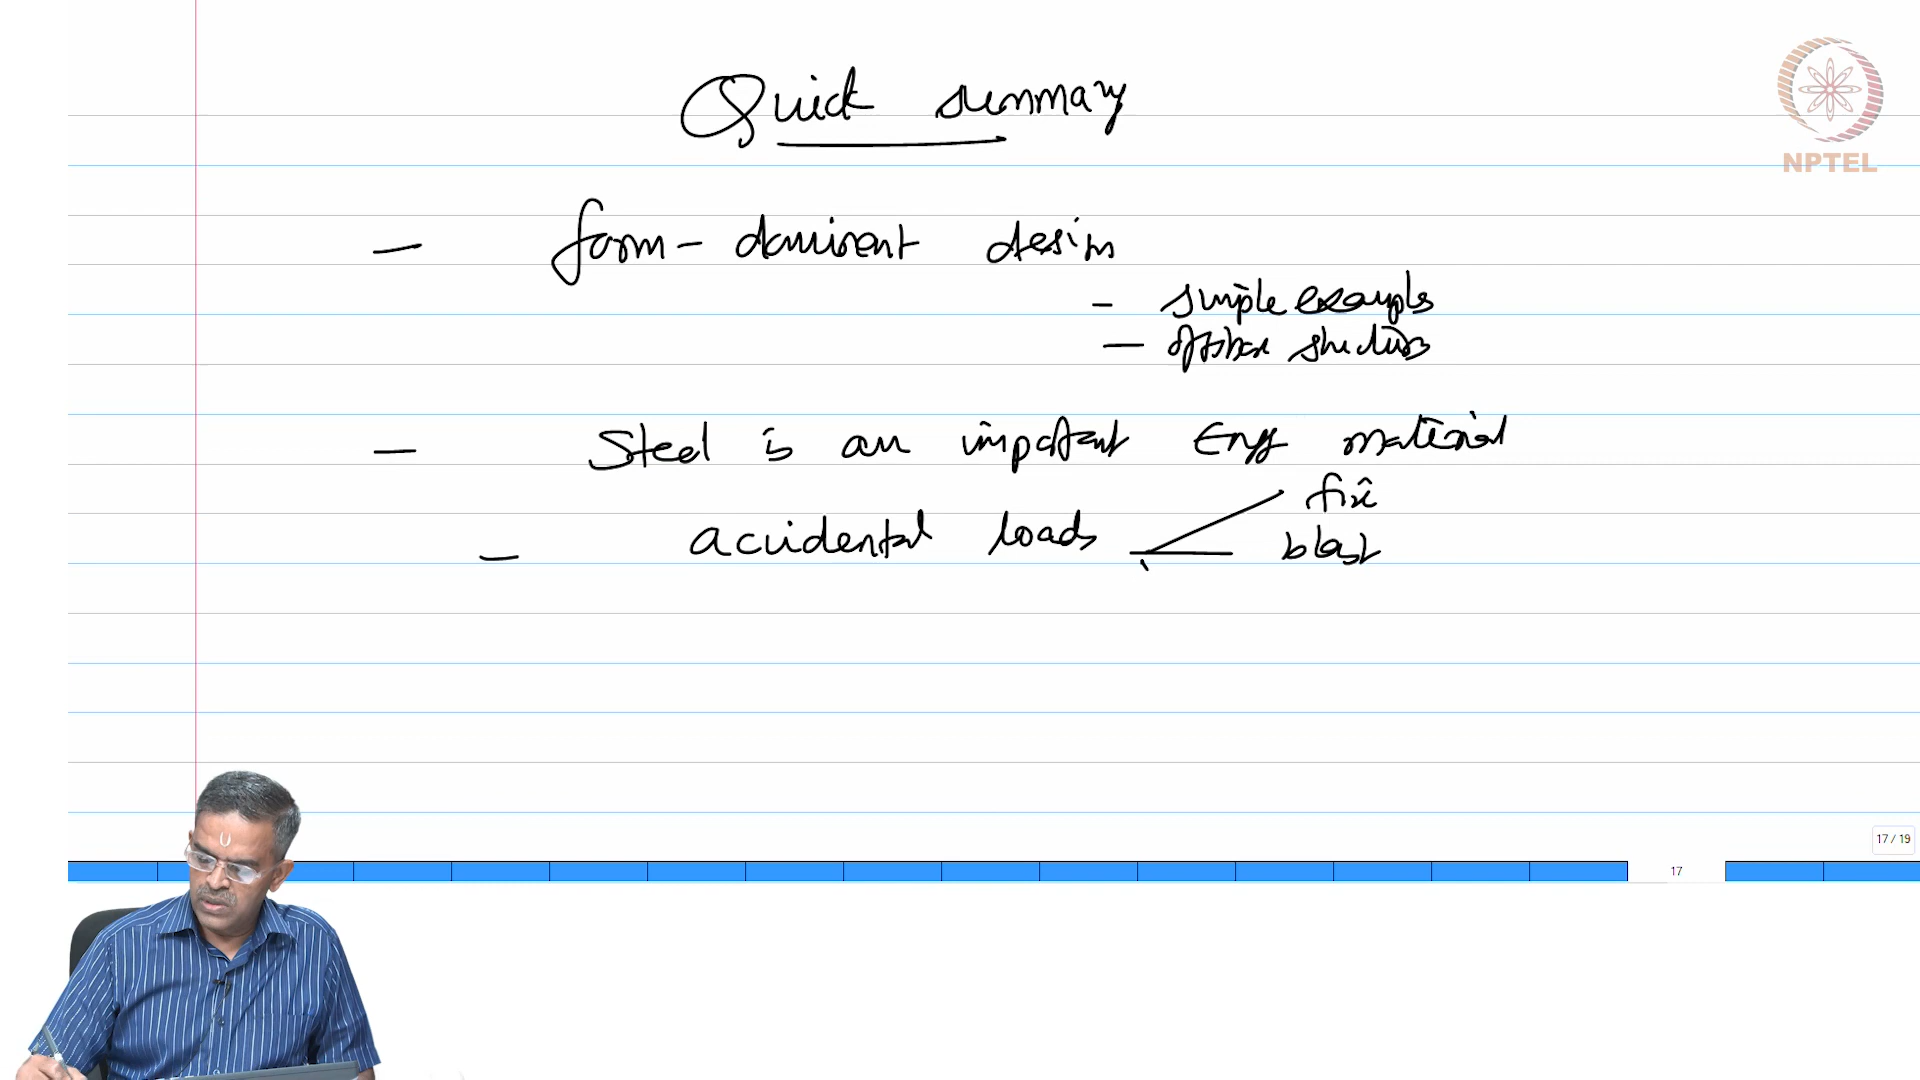 Quick summary
NPTEL
— form - dominent design
- simple examples
— offshore structures
— Steel is an important Engg material
fire
— accidental loads blast
17 / 19
17